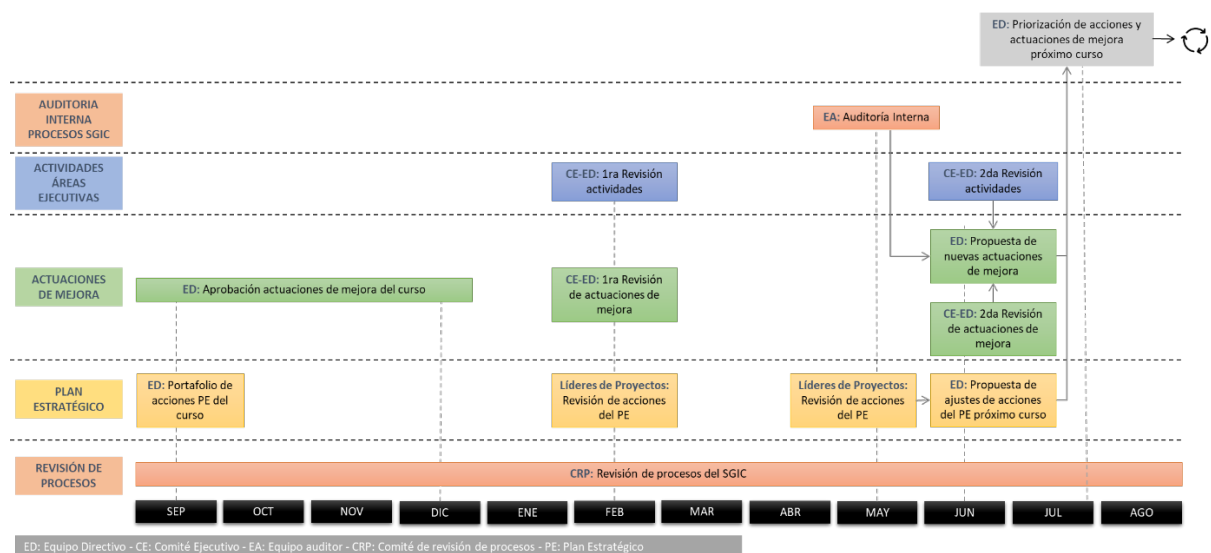 ED: Priorización de acciones y
actuaciones de mejora
próximo curso
AUDITORIA
INTERNA
PROCESOS SGIC
EA: Auditoría Interna
ACTIVIDADES
ÁREAS
EJECUTIVAS
CE-ED: 1ra Revisión
actividades
CE-ED: 2da Revisión
actividades
ACTUACIONES
DE MEJORA
ED: Aprobación actuaciones de mejora del curso
CE-ED: 1ra Revisión
de actuaciones de
mejora
ED: Propuesta de
nuevas actuaciones
de mejora
CE-ED: 2da Revisión
de actuaciones de
mejora
PLAN
ESTRATÉGICO
ED: Portafolio de
acciones PE del
curso
Líderes de Proyectos:
Revisión de acciones
del PE
Líderes de Proyectos:
Revisión de acciones
del PE
ED: Propuesta de
ajustes de acciones
del PE próximo curso
REVISIÓN DE
PROCESOS
CRP: Revisión de procesos del SGIC
SEP OCT NOV DIC ENE FEB MAR ABR MAY JUN JUL AGO
ED: Equipo Directivo - CE: Comité Ejecutivo - EA: Equipo auditor - CRP: Comité de revisión de procesos - PE: Plan Estratégico